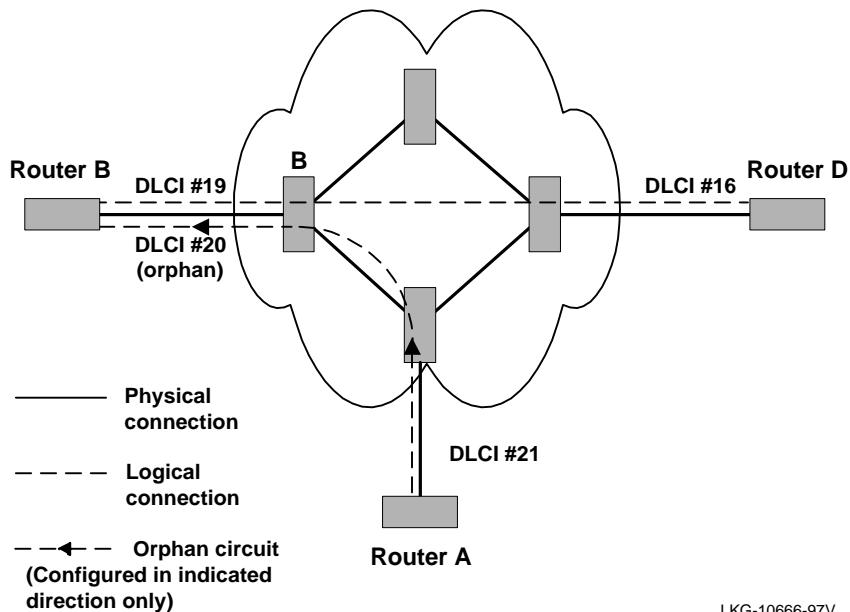 Router B
B
DLCI #19
DLCI #16
Router D
DLCI #20
(orphan)
Physical
connection
DLCI #21
Logical
connection
Orphan circuit
(Configured in indicated
direction only)
Router A
LKG-10666-97V